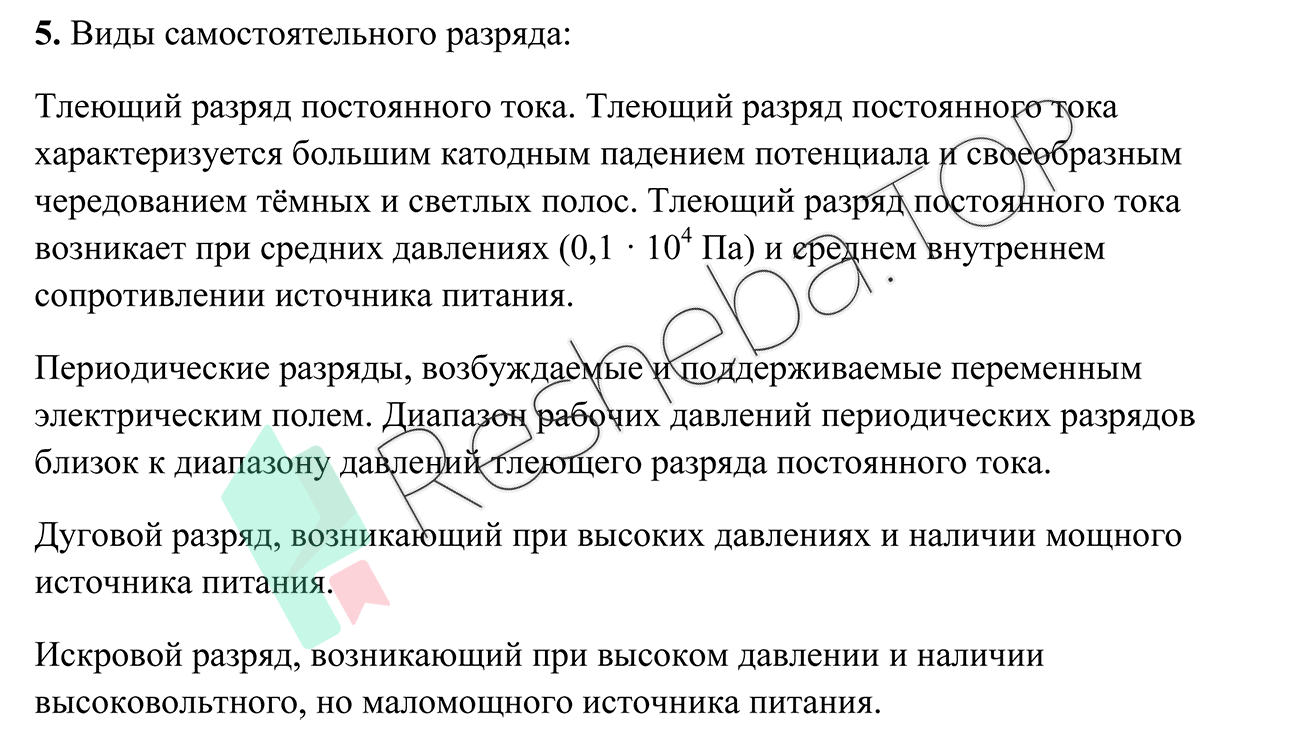 5. Виды самостоятельного разряда:
Тлеющий разряд постоянного тока. Тлеющий разряд постоянного тока
характеризуется большим катодным падением потенциала и своеобразным
чередованием тёмных и светлых полос. Тлеющий разряд постоянного тока
возникает при средних давлениях (0,1 · 10⁴ Па) и среднем внутреннем
сопротивлении источника питания.
Периодические разряды, возбуждаемые и поддерживаемые переменным
электрическим полем. Диапазон рабочих давлений периодических разрядов
близок к диапазону давлений тлеющего разряда постоянного тока.
Дуговой разряд, возникающий при высоких давлениях и наличии мощного
источника питания.
Искровой разряд, возникающий при высоком давлении и наличии
высоковольтного, но маломощного источника питания.
Resheba.TOP